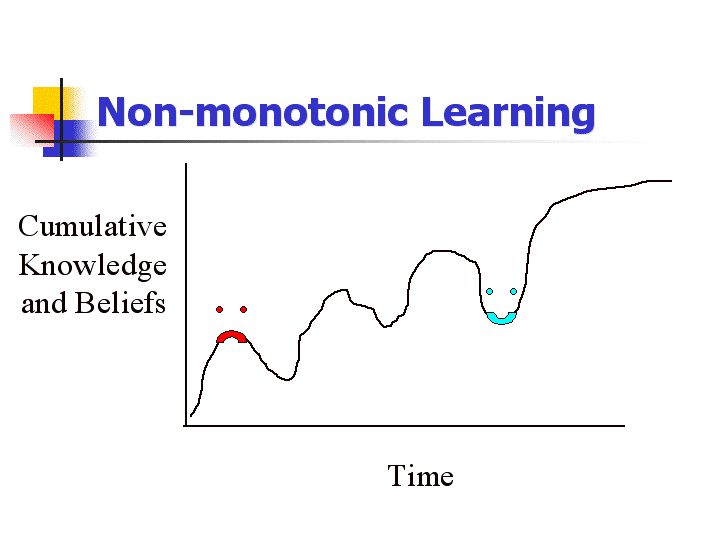 Non-monotonic Learning
Cumulative
Knowledge
and Beliefs
Time